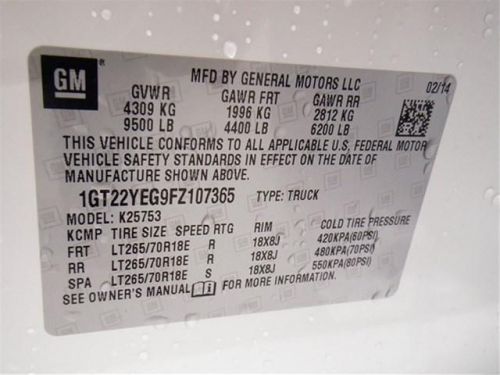 GM ® MFD BY GENERAL MOTORS LLC 02/14
GVWR GAWR FRT GAWR RR
4309 KG 1996 KG 2812 KG
9500 LB 4400 LB 6200 LB
THIS VEHICLE CONFORMS TO ALL APPLICABLE U.S. FEDERAL MOTOR
VEHICLE SAFETY STANDARDS IN EFFECT ON THE DATE OF
MANUFACTURE SHOWN ABOVE.
1GT22YEG9FZ107365 TYPE: TRUCK
MODEL: K25753
KCMP TIRE SIZE SPEED RTG RIM COLD TIRE PRESSURE
FRT LT265/70R18E R 18X8J 420KPA(60PSI)
RR LT265/70R18E R 18X8J 480KPA(70PSI)
SPA LT265/70R18E S 18X8J 550KPA(80PSI)
SEE OWNER'S MANUAL FOR MORE INFORMATION